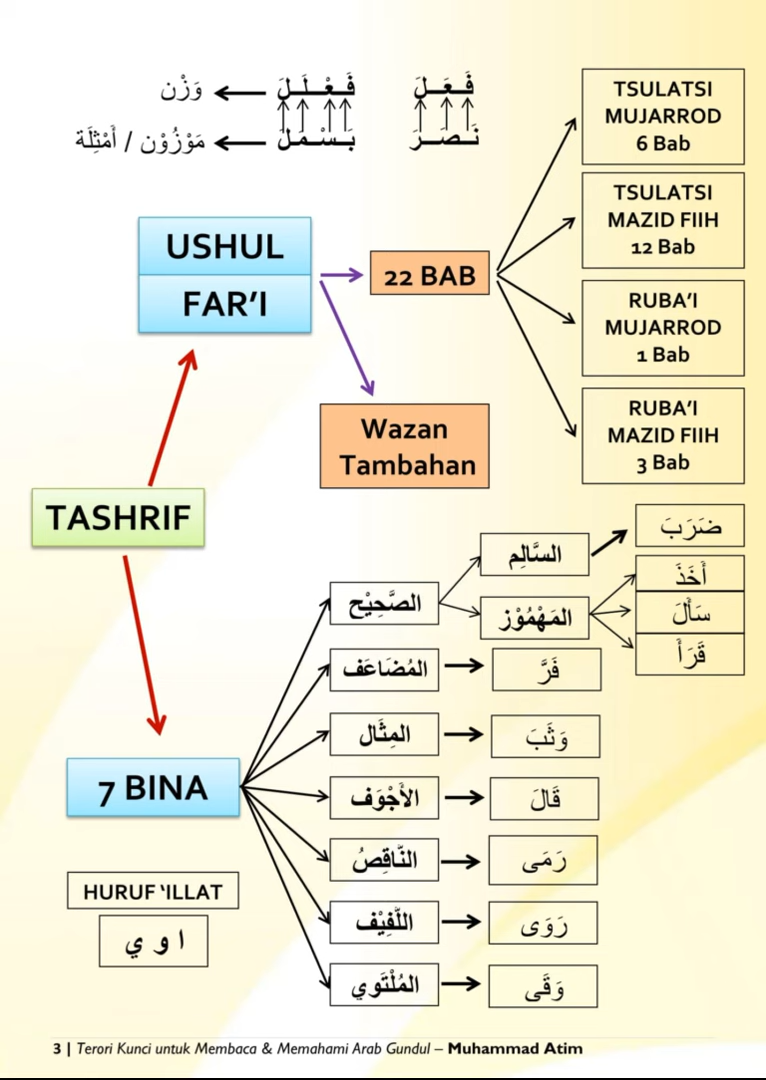 فَعَلَ
فَعْلَلَ
وَزْن
نَصَرَ
بَسْمَلَ
مَوْزُوْن / أَمْثِلَة
TSULATSI
MUJARROD
6 Bab
TSULATSI
MAZID FIIH
12 Bab
USHUL
FAR’I
22 BAB
RUBA’I
MUJARROD
1 Bab
RUBA’I
MAZID FIIH
3 Bab
Wazan
Tambahan
TASHRIF
الصَّحِيْح
السَّالِم
ضَرَبَ
المَهْمُوْز
أَخَذَ
سَأَلَ
قَرَأَ
المُضَاعَف
فَرَّ
المِثَال
وَثَبَ
7 BINA
الأَجْوَف
قَالَ
النَّاقِصُ
رَمَى
HURUF ‘ILLAT
ا و ي
اللَّفِيْف
رَوَى
المُلْتَوِي
وَقَى
3 | Terori Kunci untuk Membaca & Memahami Arab Gundul – Muhammad Atim